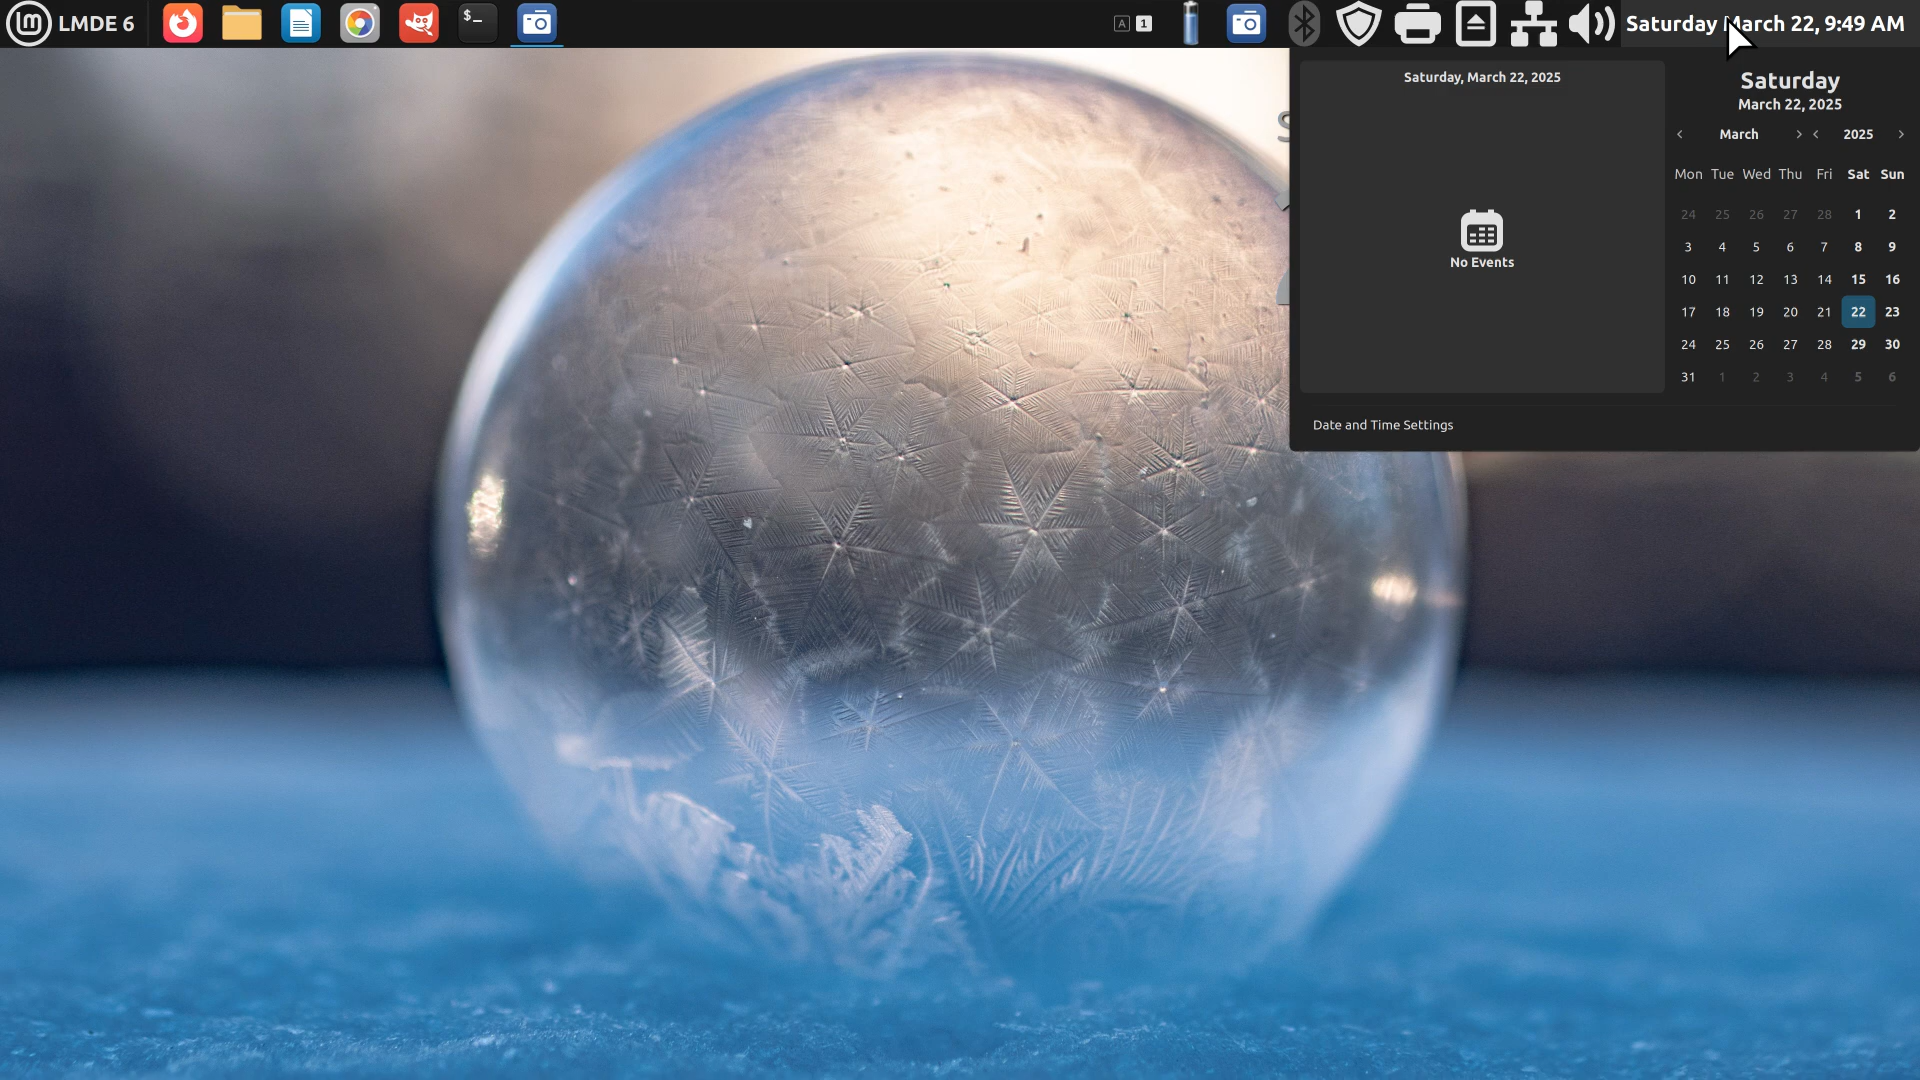 LMDE 6
$_
A 1
Saturday March 22, 9:49 AM
Saturday, March 22, 2025
No Events
Saturday
March 22, 2025
March 2025
Mon Tue Wed Thu Fri Sat Sun
24 25 26 27 28 1 2
3 4 5 6 7 8 9
10 11 12 13 14 15 16
17 18 19 20 21 22 23
24 25 26 27 28 29 30
31 1 2 3 4 5 6
Date and Time Settings